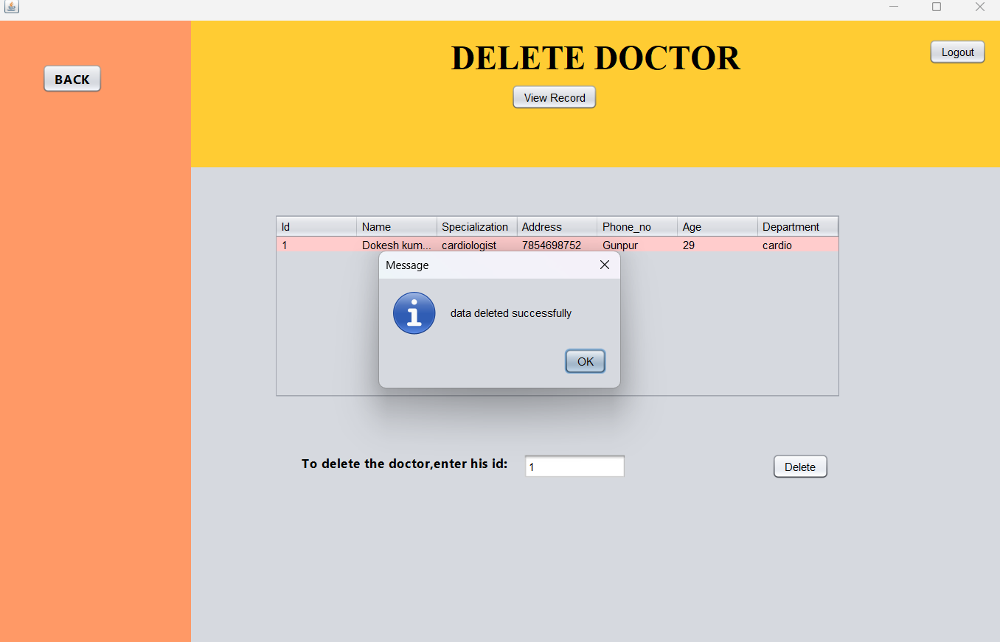 DELETE DOCTOR
Logout
BACK
View Record
Id Name Specialization Address Phone_no Age Department
1 Dokesh kum... cardiologist 7854698752 Gunpur 29 cardio
Message
data deleted successfully
OK
To delete the doctor,enter his id: 1 Delete